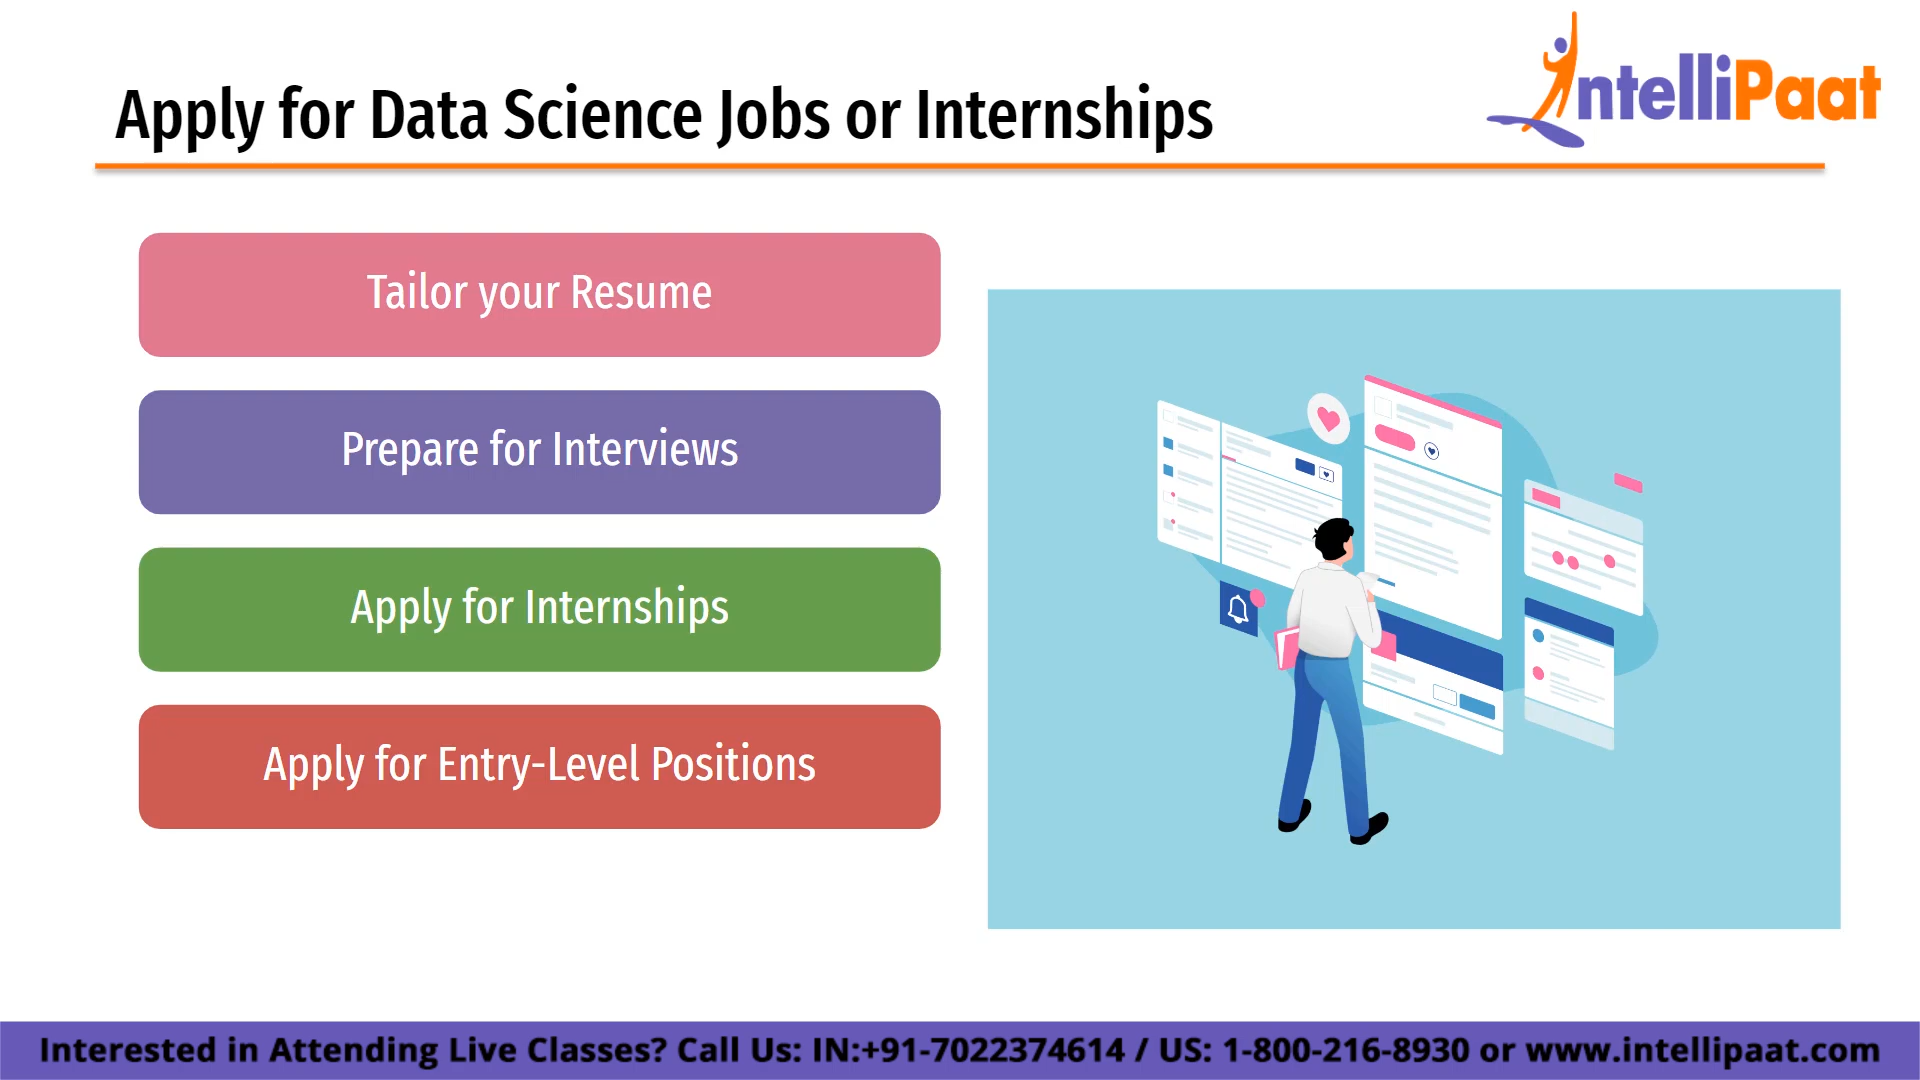 Apply for Data Science Jobs or Internships
IntelliPaat
Tailor your Resume
Prepare for Interviews
Apply for Internships
Apply for Entry-Level Positions
Interested in Attending Live Classes? Call Us: IN:+91-7022374614 / US: 1-800-216-8930 or www.intellipaat.com